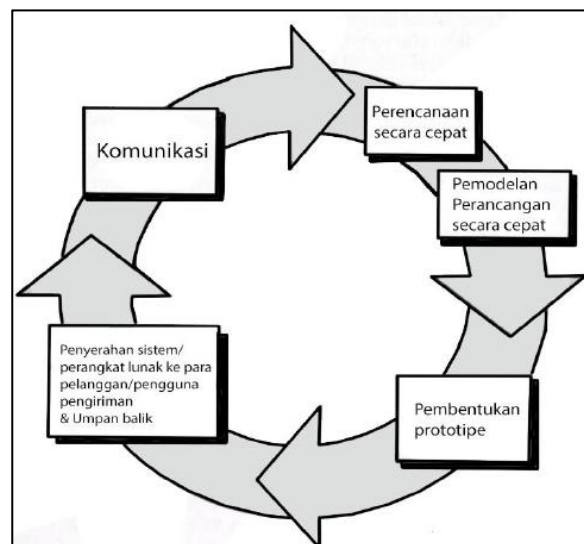 Komunikasi
Perencanaan
secara cepat
Pemodelan
Perancangan
secara cepat
Pembentukan
prototipe
Penyerahan sistem/
perangkat lunak ke para
pelanggan/pengguna
pengiriman
& Umpan balik